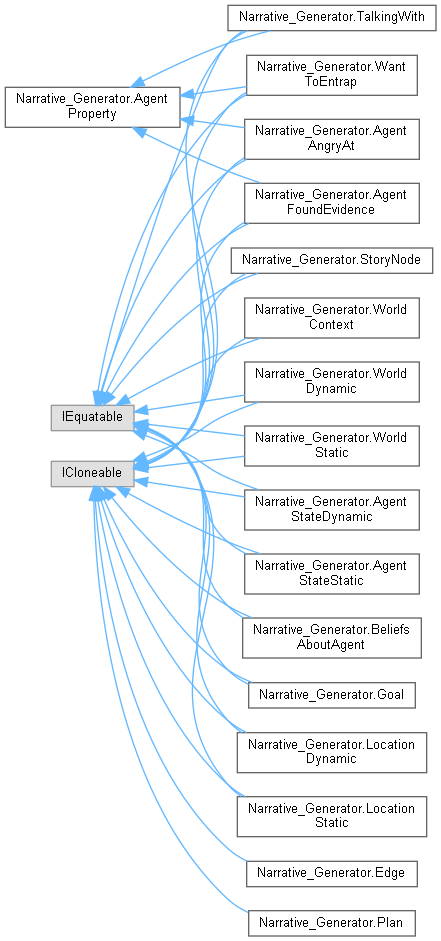 Narrative_Generator.TalkingWith
Narrative_Generator.Want
ToEntrap
Narrative_Generator.Agent
Property
Narrative_Generator.Agent
AngryAt
Narrative_Generator.Agent
FoundEvidence
Narrative_Generator.StoryNode
Narrative_Generator.World
Context
Narrative_Generator.World
Dynamic
IEquatable
Narrative_Generator.World
Static
ICloneable
Narrative_Generator.Agent
StateDynamic
Narrative_Generator.Agent
StateStatic
Narrative_Generator.Beliefs
AboutAgent
Narrative_Generator.Goal
Narrative_Generator.Location
Dynamic
Narrative_Generator.Location
Static
Narrative_Generator.Edge
Narrative_Generator.Plan